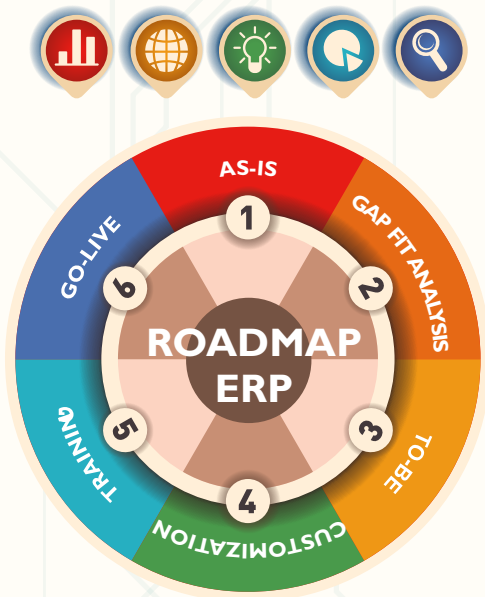 AS-IS
1
GAP FIT ANALYSIS
2
TO-BE
3
CUSTOMIZATION
4
TRAINING
5
GO-LIVE
6
ROADMAP
ERP